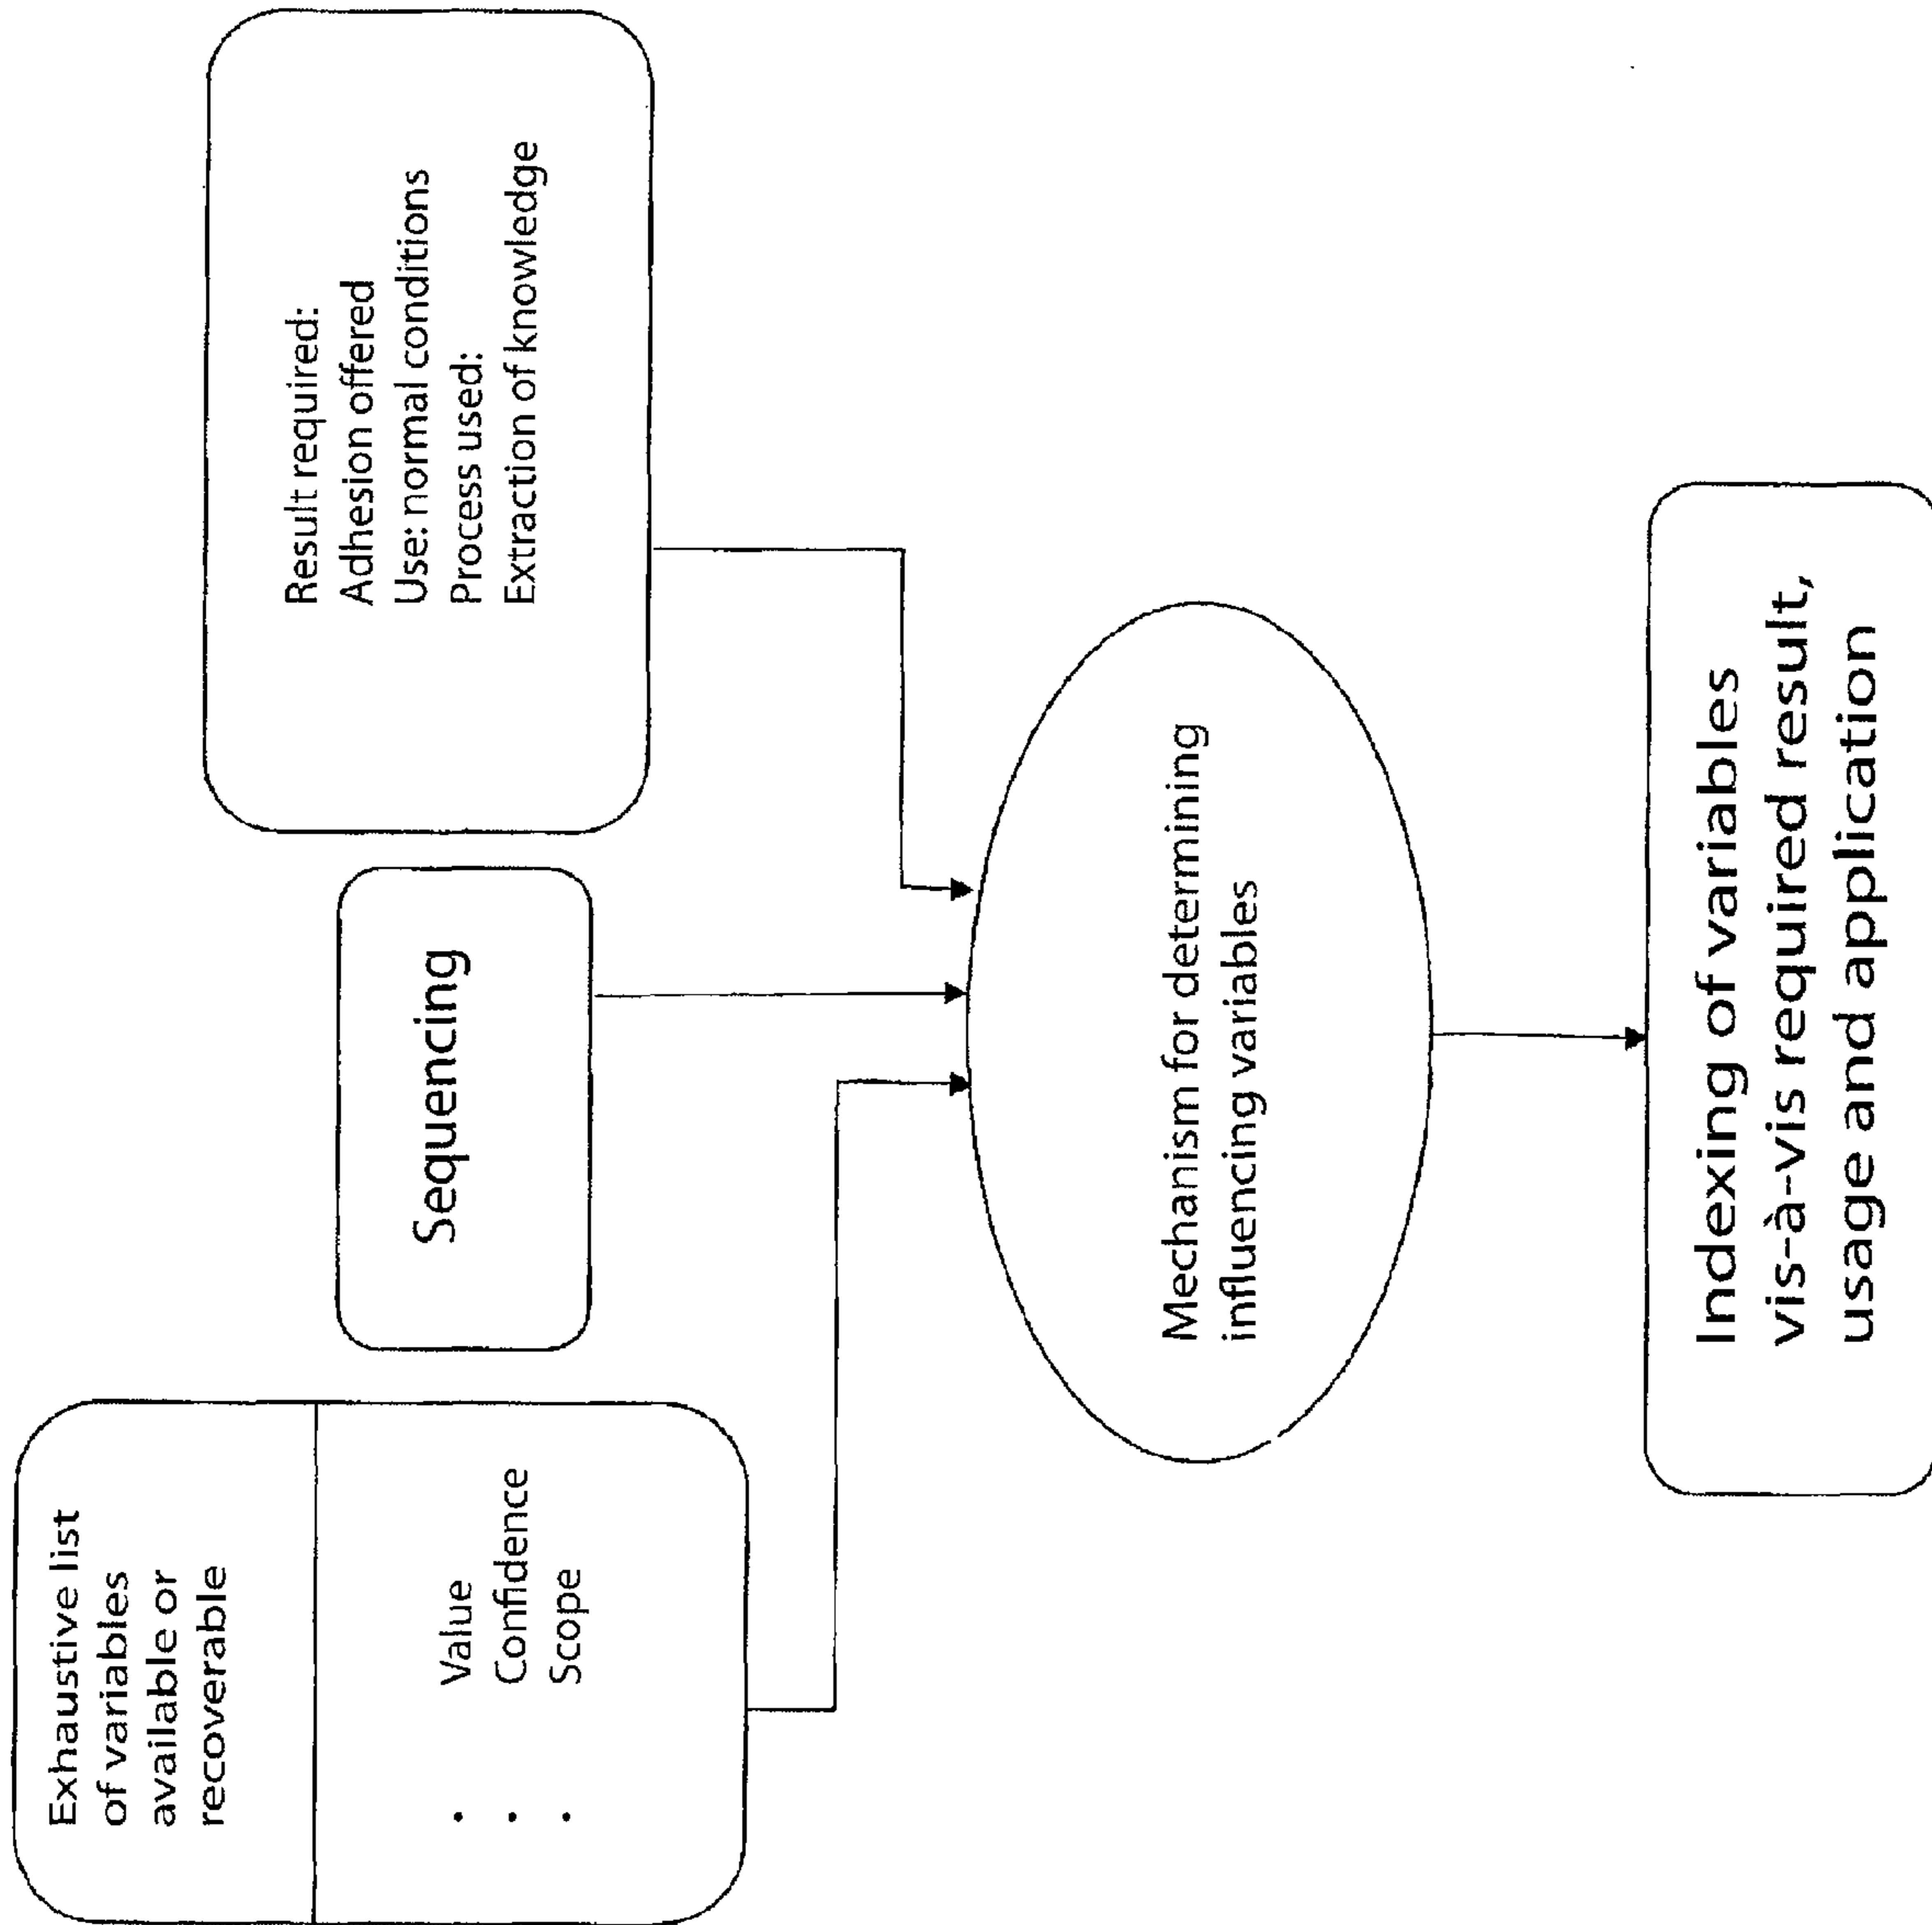 Exhaustive list
of variables
available or
recoverable
• Value
• Confidence
• Scope
Sequencing
Result required:
Adhesion offered
Use: normal conditions
Process used:
Extraction of knowledge
Mechanism for determining
influencing variables
Indexing of variables
vis-à-vis required result,
usage and application